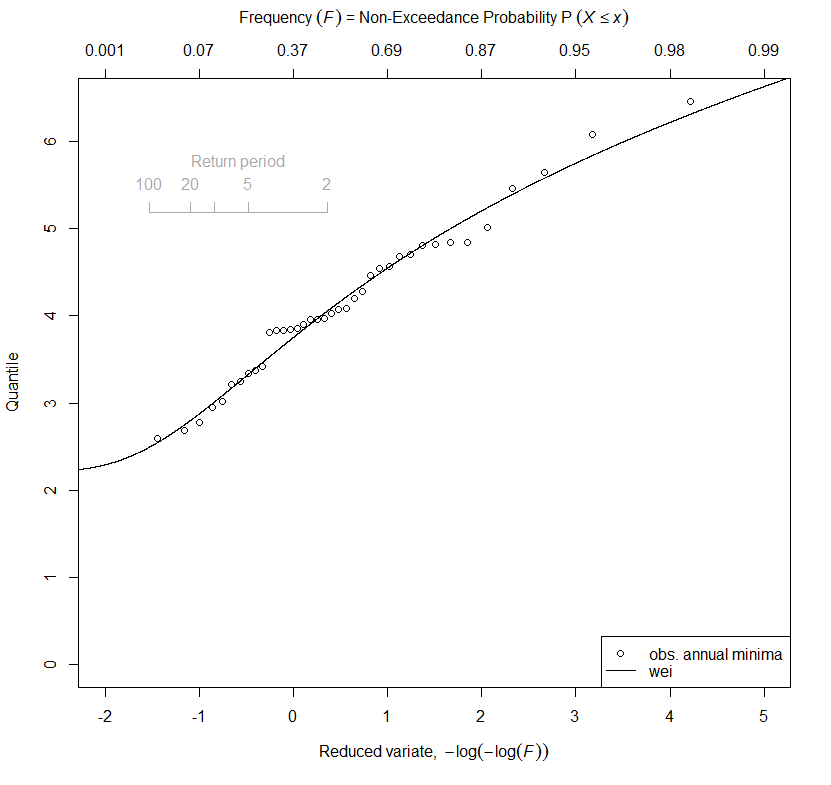 Frequency (F) = Non-Exceedance Probability P (X ≤ x)
0.001 0.07 0.37 0.69 0.87 0.95 0.98 0.99
Return period
100 20 5 2
Quantile
6
5
4
3
2
1
0
obs. annual minima
wei
-2 -1 0 1 2 3 4 5
Reduced variate, −log(−log(F))